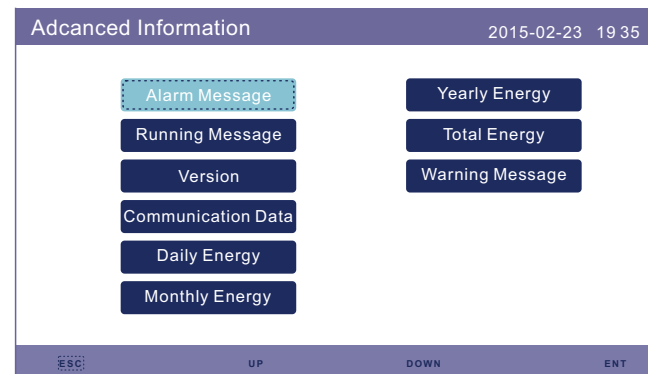 Adcanced Information
2015-02-23 19 35
Alarm Message
Running Message
Version
Communication Data
Daily Energy
Monthly Energy
Yearly Energy
Total Energy
Warning Message
ESC UP DOWN ENT